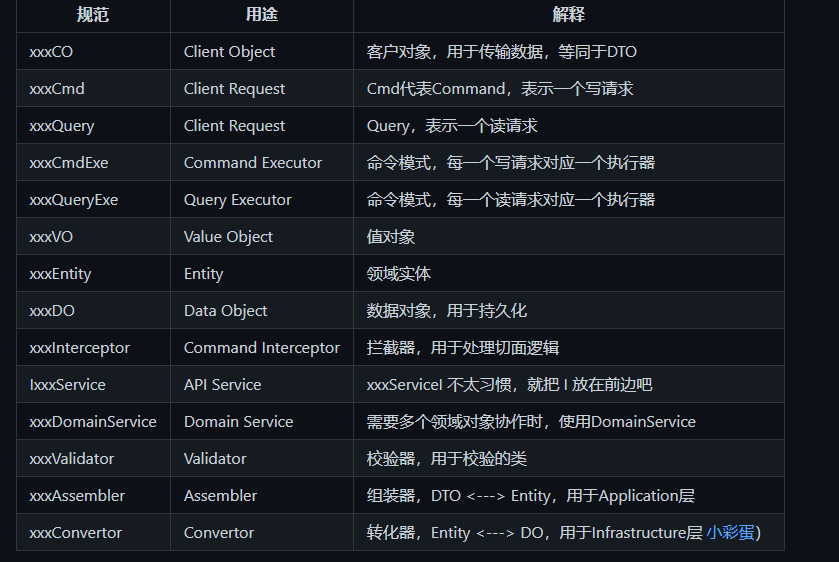 规范 用途 解释
xxxCO Client Object 客户对象，用于传输数据，等同于DTO
xxxCmd Client Request Cmd代表Command，表示一个写请求
xxxQuery Client Request Query，表示一个读请求
xxxCmdExe Command Executor 命令模式，每一个写请求对应一个执行器
xxxQueryExe Query Executor 命令模式，每一个读请求对应一个执行器
xxxVO Value Object 值对象
xxxEntity Entity 领域实体
xxxDO Data Object 数据对象，用于持久化
xxxInterceptor Command Interceptor 拦截器，用于处理切面逻辑
IxxxService API Service xxxServiceI 不太习惯，就把 I 放在前边吧
xxxDomainService Domain Service 需要多个领域对象协作时，使用DomainService
xxxValidator Validator 校验器，用于校验的类
xxxAssembler Assembler 组装器，DTO <---> Entity，用于Application层
xxxConvertor Convertor 转化器，Entity <---> DO，用于Infrastructure层 小彩蛋)